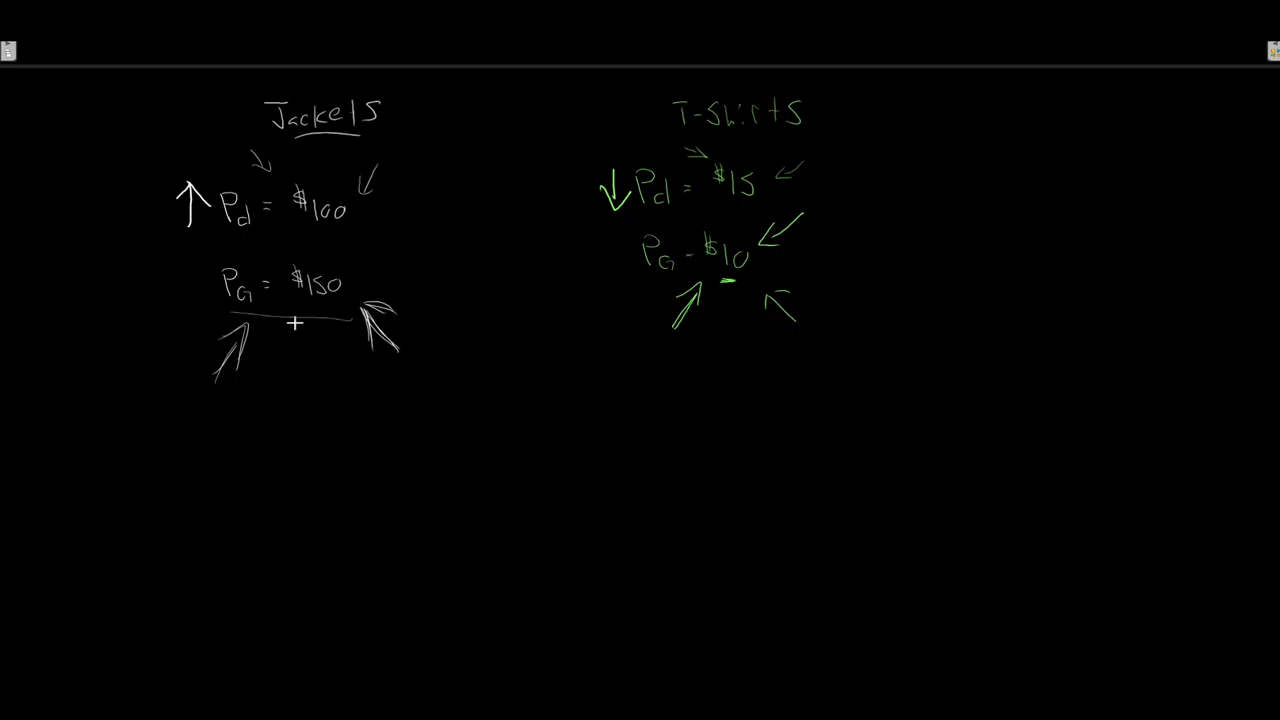 Jackets
Pd = $100
PG = $150
T-Shirts
Pd = $15
PG = $10